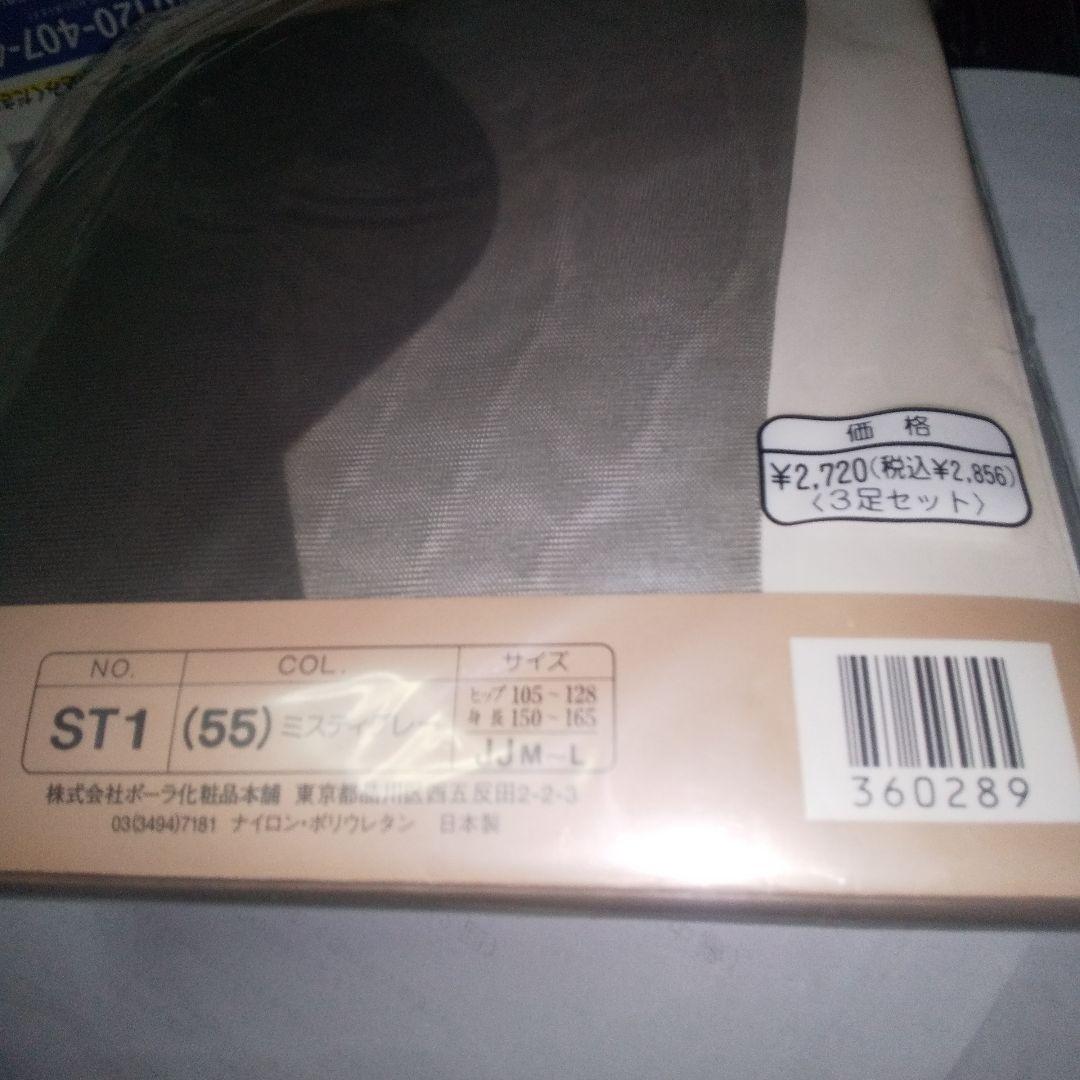 0120-407-
価格
¥2,720(税込¥2,856)
〈3足セット〉
NO. COL. サイズ
ST1 (55)ミスティグレー ヒップ 105~128
身長 150~165
JJM~L
株式会社ポーラ化粧品本舗 東京都品川区西五反田2-2-3
03(3494)7181 ナイロン・ポリウレタン 日本製
360289